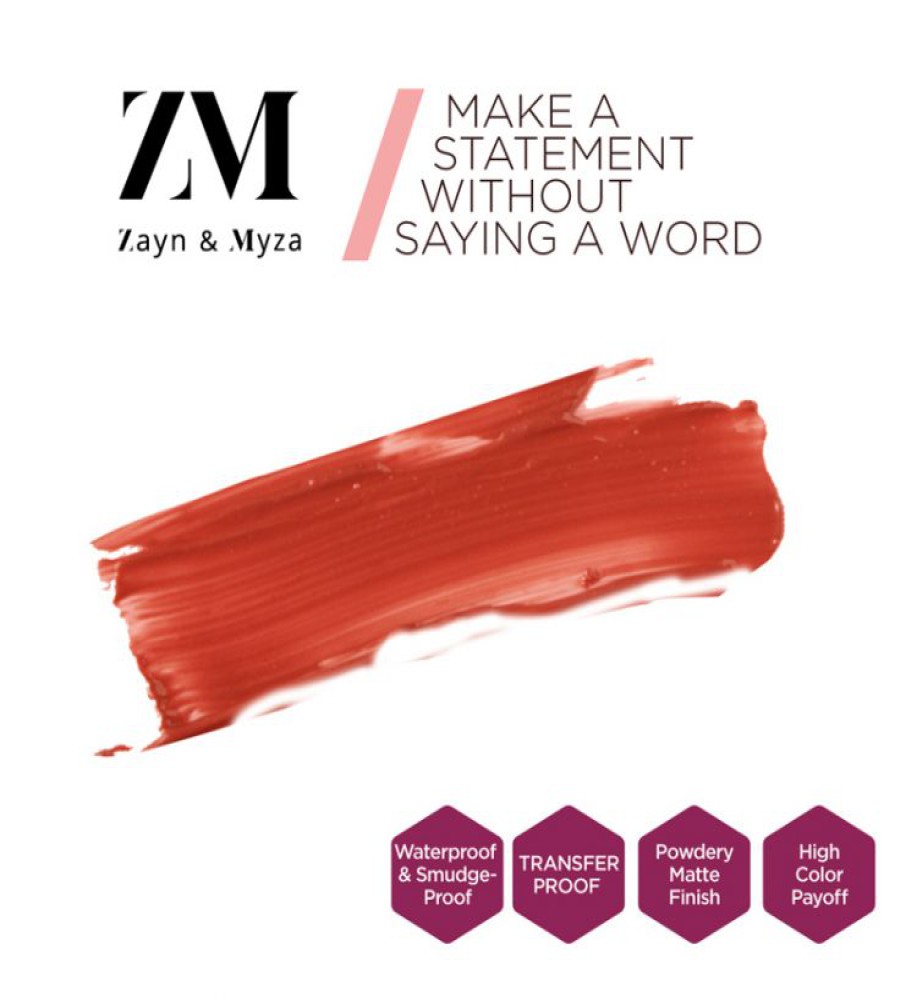 ZM
Zayn & Myza
MAKE A
STATEMENT
WITHOUT
SAYING A WORD
Waterproof
& Smudge-
Proof
TRANSFER
PROOF
Powdery
Matte
Finish
High
Color
Payoff